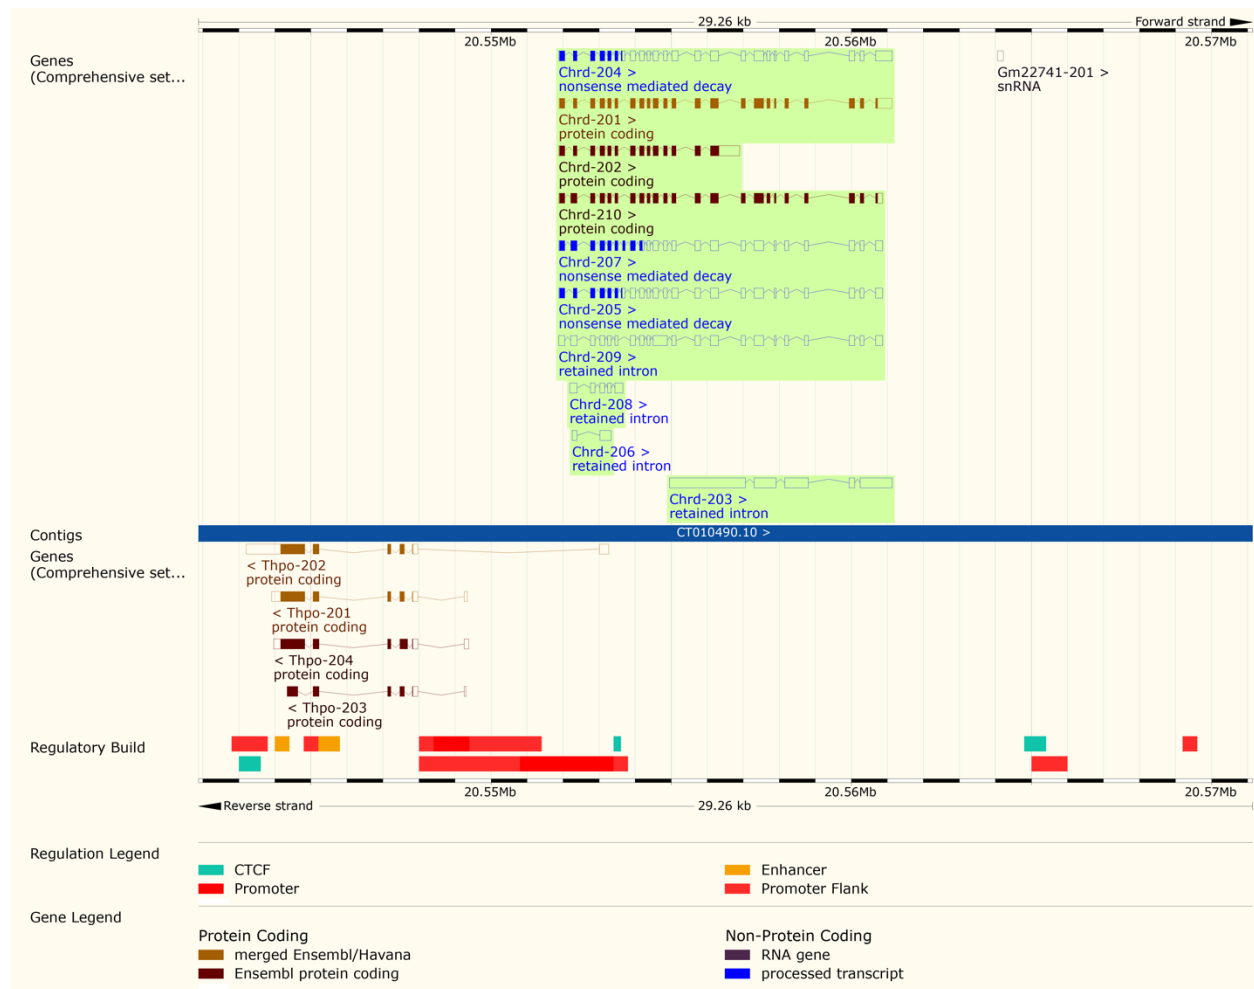 29.26 kb
Forward strand
20.55Mb 20.56Mb 20.57Mb
Genes
(Comprehensive set...
Chrd-204 >
nonsense mediated decay
Gm22741-201 >
snRNA
Chrd-201 >
protein coding
Chrd-202 >
protein coding
Chrd-210 >
protein coding
Chrd-207 >
nonsense mediated decay
Chrd-205 >
nonsense mediated decay
Chrd-209 >
retained intron
Chrd-208 >
retained intron
Chrd-206 >
retained intron
Chrd-203 >
retained intron
Contigs
CT010490.10 >
Genes
(Comprehensive set...
< Thpo-202
protein coding
< Thpo-201
protein coding
< Thpo-204
protein coding
< Thpo-203
protein coding
Regulatory Build
20.55Mb 20.56Mb 20.57Mb
Reverse strand
29.26 kb
Regulation Legend
CTCF
Promoter
Enhancer
Promoter Flank
Gene Legend
Protein Coding
merged Ensembl/Havana
Ensembl protein coding
Non-Protein Coding
RNA gene
processed transcript